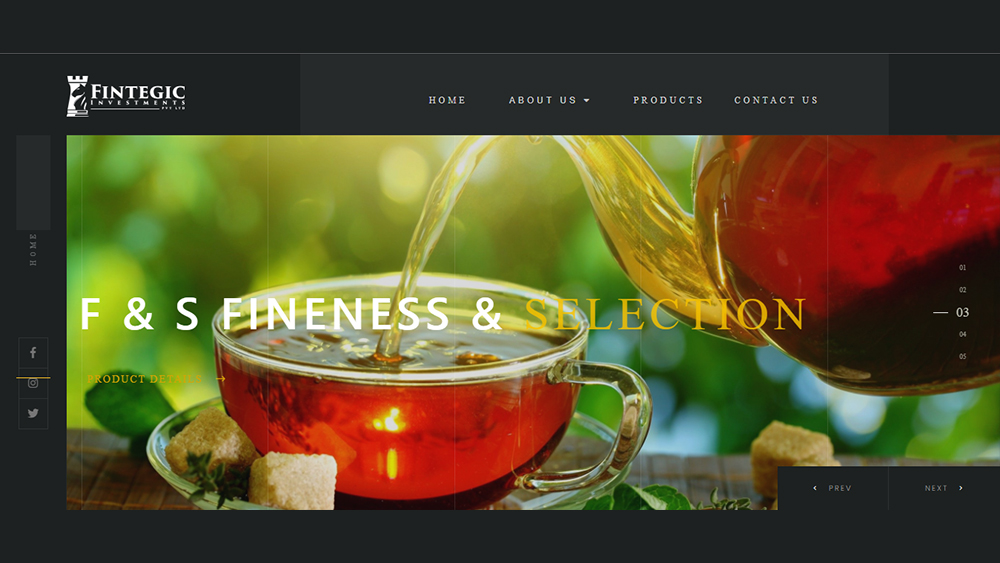 FINTEGIC
INVESTMENTS
PVT LTD
HOME
ABOUT US
PRODUCTS
CONTACT US
HOME
F & S FINENESS & SELECTION
PRODUCT DETAILS
01
02
03
04
05
PREV
NEXT